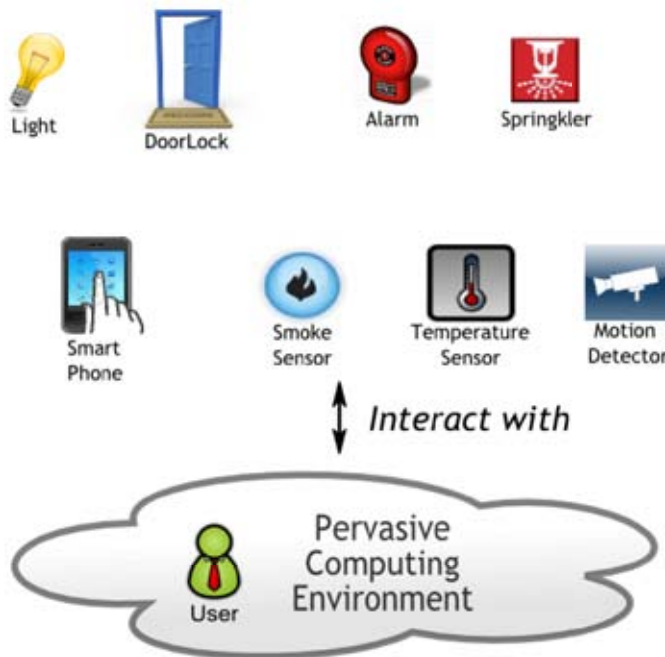 Light
DoorLock
Alarm
Springkler
Smart
Phone
Smoke
Sensor
Temperature
Sensor
Motion
Detector
Interact with
User
Pervasive
Computing
Environment